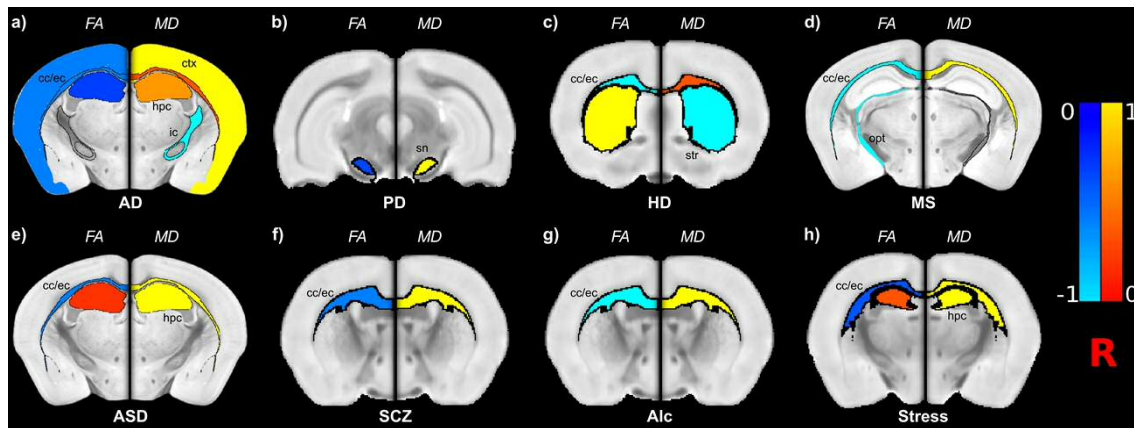 a) FA MD
cc/ec
ctx
hpc
ic
AD
b) FA MD
sn
PD
c) FA MD
cc/ec
str
HD
d) FA MD
cc/ec
opt
MS
e) FA MD
cc/ec
hpc
ASD
f) FA MD
cc/ec
SCZ
g) FA MD
cc/ec
Alc
h) FA MD
cc/ec
hpc
Stress
0 1
-1 0
R